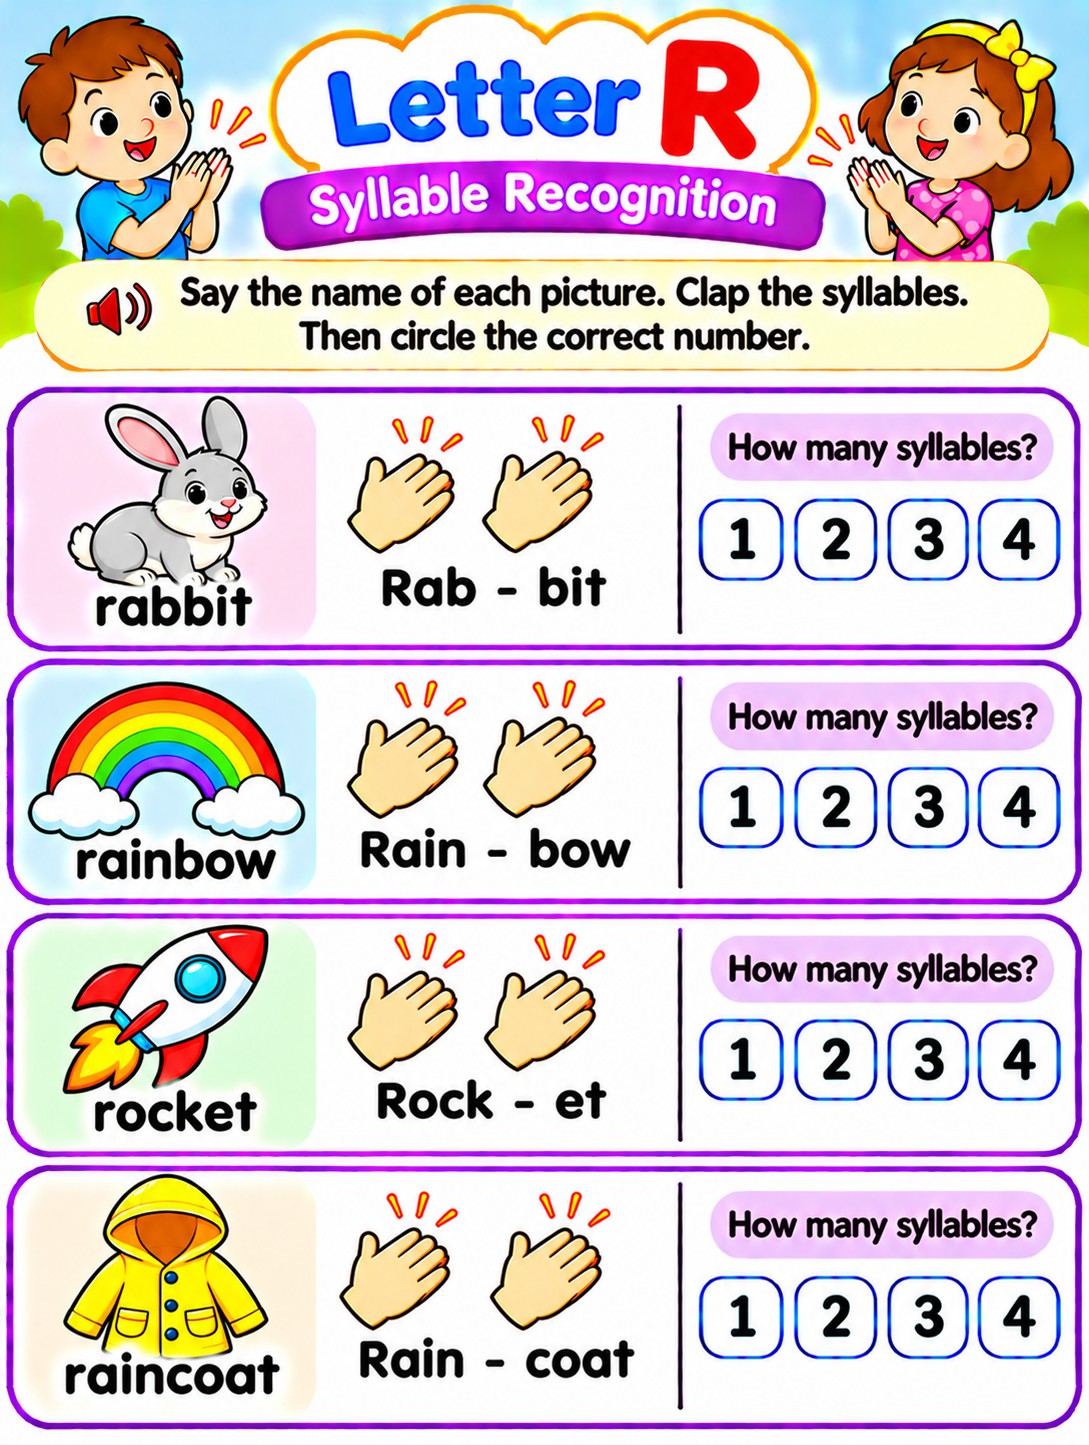 Letter R
Syllable Recognition
Say the name of each picture. Clap the syllables.
Then circle the correct number.
rabbit
Rab - bit
How many syllables?
1 2 3 4
rainbow
Rain - bow
How many syllables?
1 2 3 4
rocket
Rock - et
How many syllables?
1 2 3 4
raincoat
Rain - coat
How many syllables?
1 2 3 4